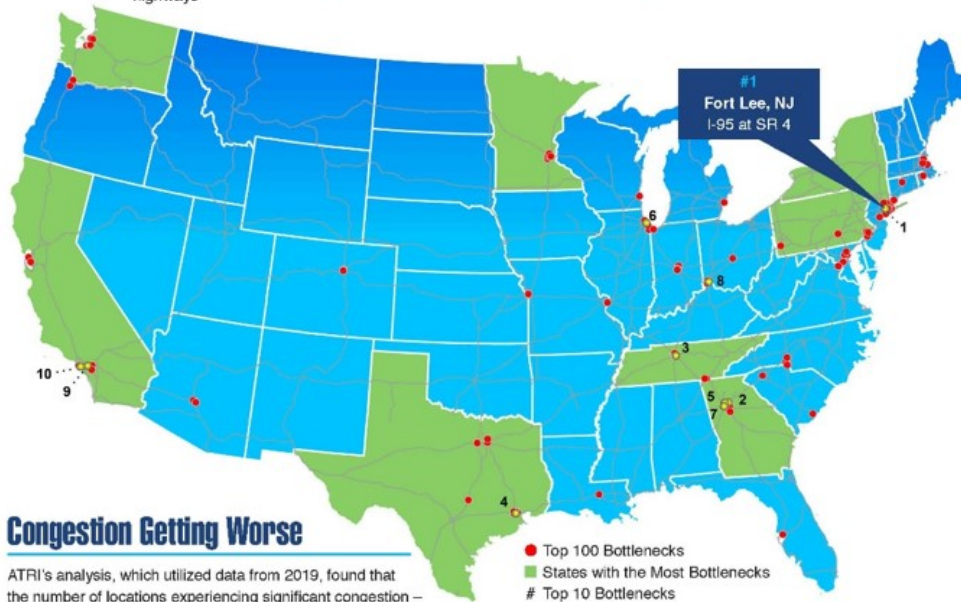 highways
#1
Fort Lee, NJ
I-95 at SR 4
6
1
8
3
10
9
5
2
7
4
Congestion Getting Worse
ATRI's analysis, which utilized data from 2019, found that
the number of locations experiencing significant congestion –
Top 100 Bottlenecks
States with the Most Bottlenecks
# Top 10 Bottlenecks